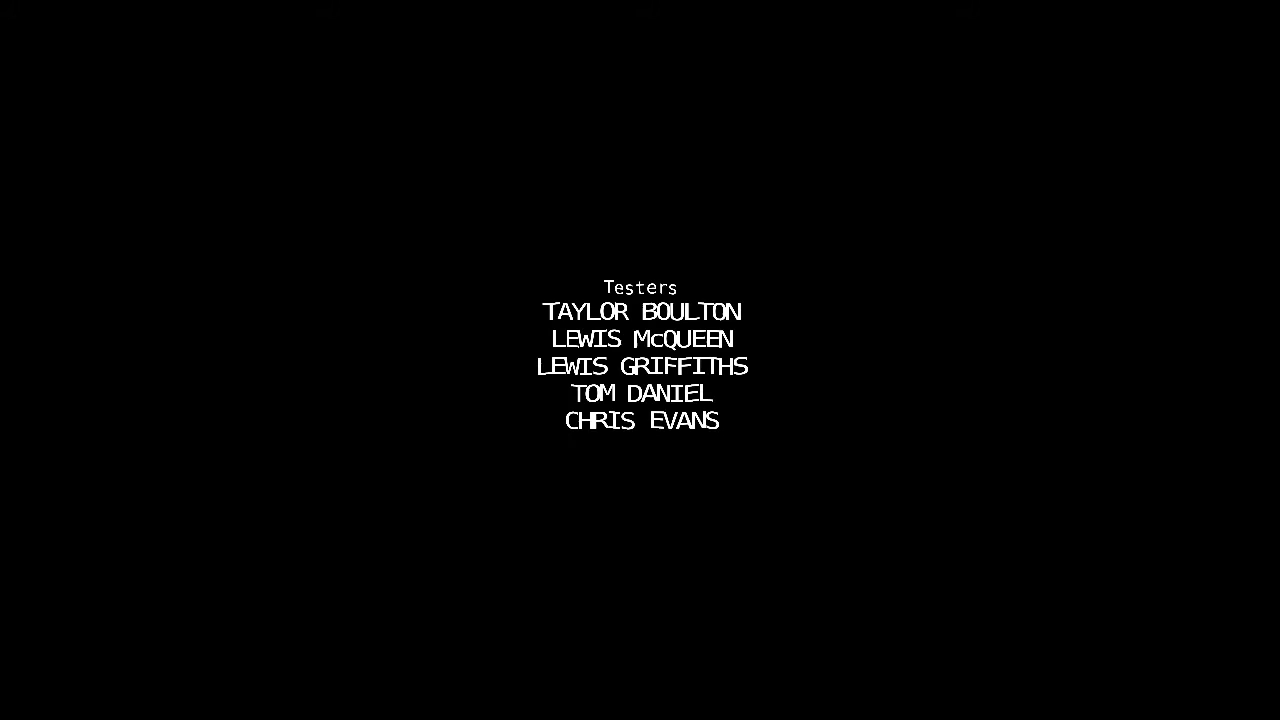 Testers
TAYLOR BOULTON
LEWIS McQUEEN
LEWIS GRIFFITHS
TOM DANIEL
CHRIS EVANS